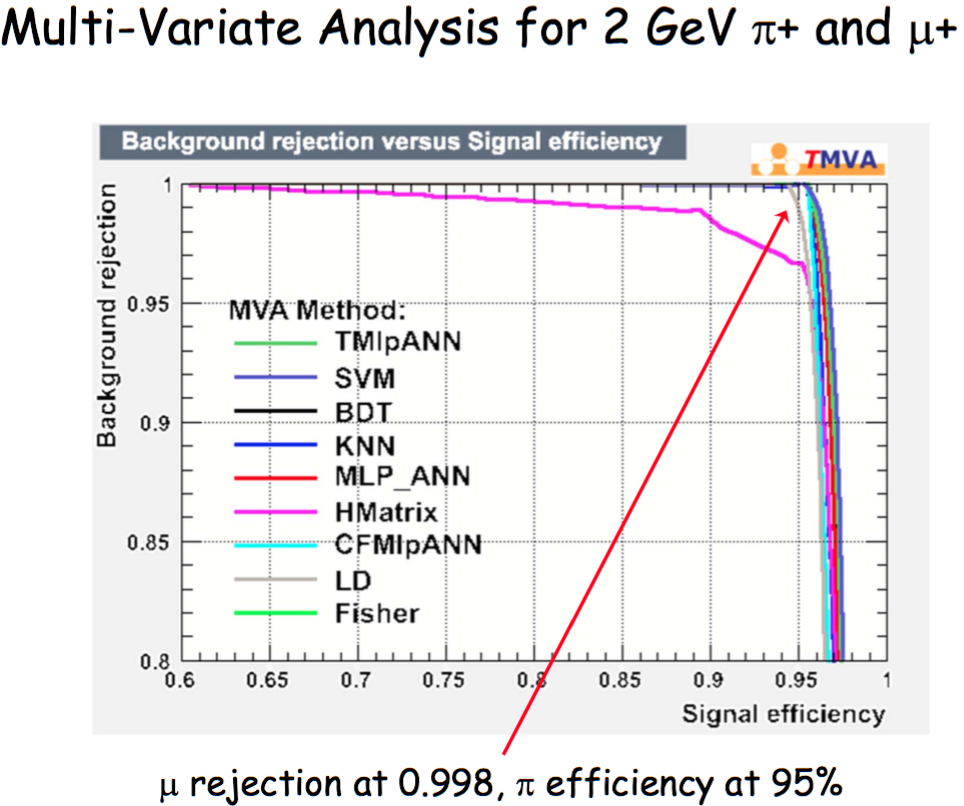 Multi-Variate Analysis for 2 GeV π+ and μ+
Background rejection versus Signal efficiency
TMVA
Background rejection
1
0.95
0.9
0.85
0.8
MVA Method:
TMlpANN
SVM
BDT
KNN
MLP_ANN
HMatrix
CFMlpANN
LD
Fisher
0.6 0.65 0.7 0.75 0.8 0.85 0.9 0.95 1
Signal efficiency
μ rejection at 0.998, π efficiency at 95%